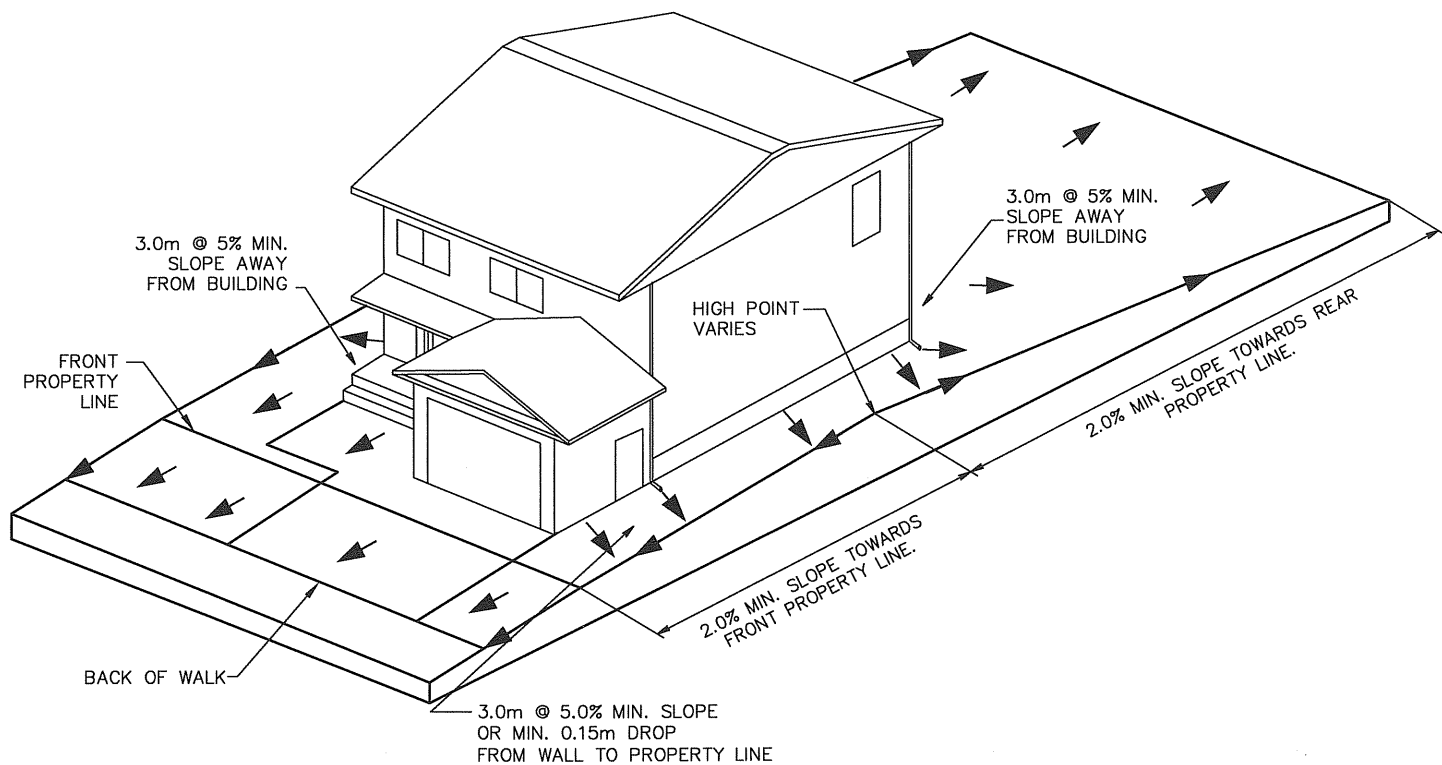 3.0m @ 5% MIN.
SLOPE AWAY
FROM BUILDING
3.0m @ 5% MIN.
SLOPE AWAY
FROM BUILDING
HIGH POINT
VARIES
FRONT
PROPERTY
LINE
2.0% MIN. SLOPE TOWARDS REAR
PROPERTY LINE.
2.0% MIN. SLOPE TOWARDS
FRONT PROPERTY LINE.
BACK OF WALK
3.0m @ 5.0% MIN. SLOPE
OR MIN. 0.15m DROP
FROM WALL TO PROPERTY LINE